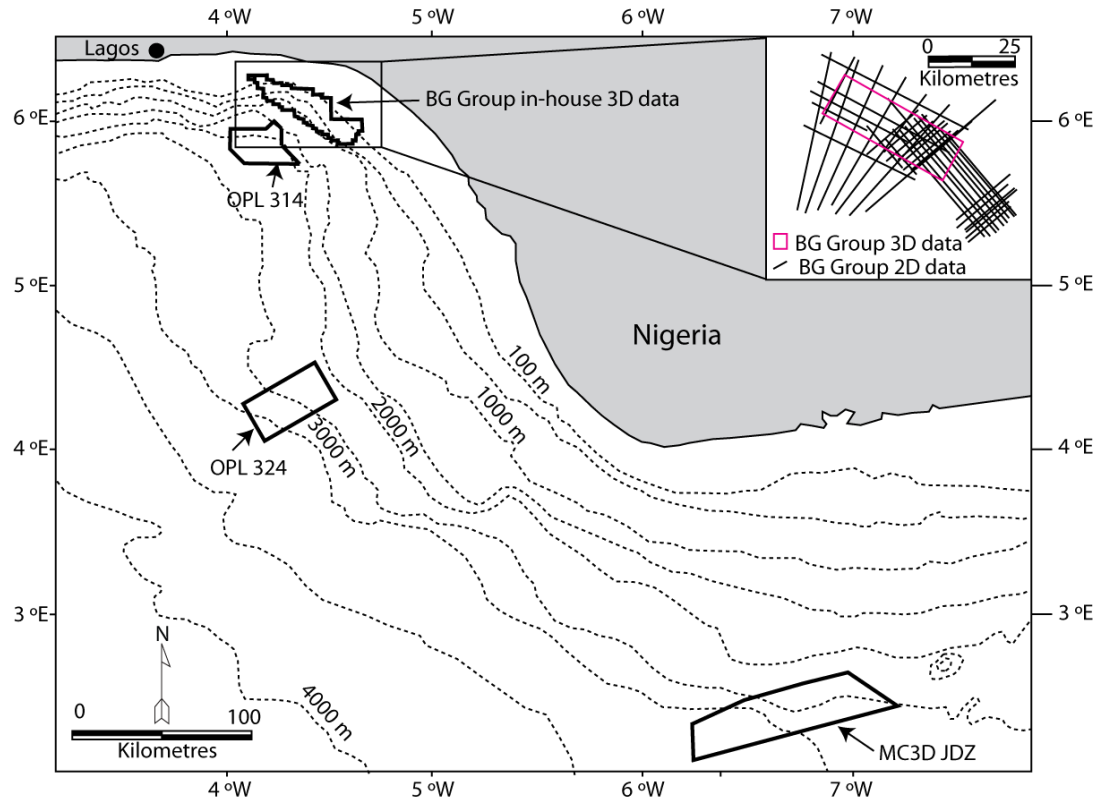 4 ºW 5 ºW 6 ºW 7 ºW
Lagos
0 25
Kilometres
BG Group in-house 3D data
6 ºE 6 ºE
OPL 314
BG Group 3D data
BG Group 2D data
5 ºE 5 ºE
Nigeria
100 m
1000 m
2000 m
3000 m
4 ºE 4 ºE
OPL 324
3 ºE 3 ºE
N
4000 m
0 100
Kilometres
MC3D JDZ
4 ºW 5 ºW 6 ºW 7 ºW